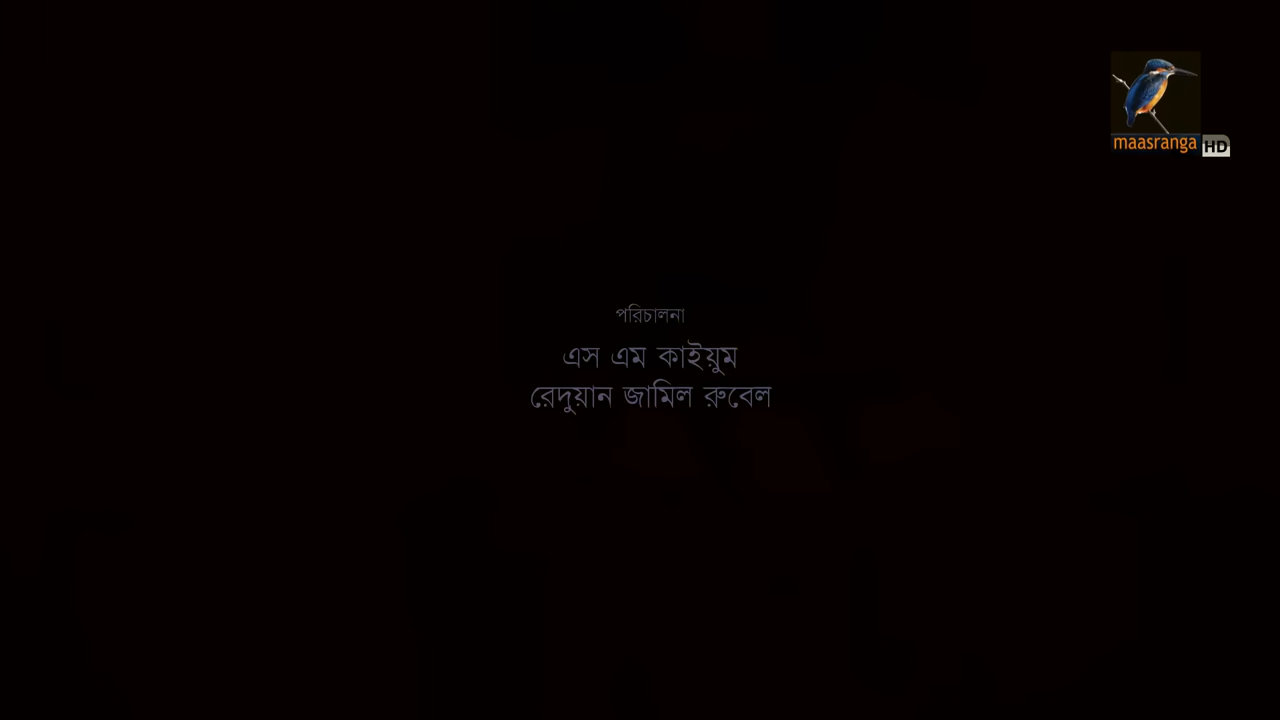 maasranga HD
পরিচালনা
এস এম কাইয়ুম
রেদুয়ান জামিল রুবেল